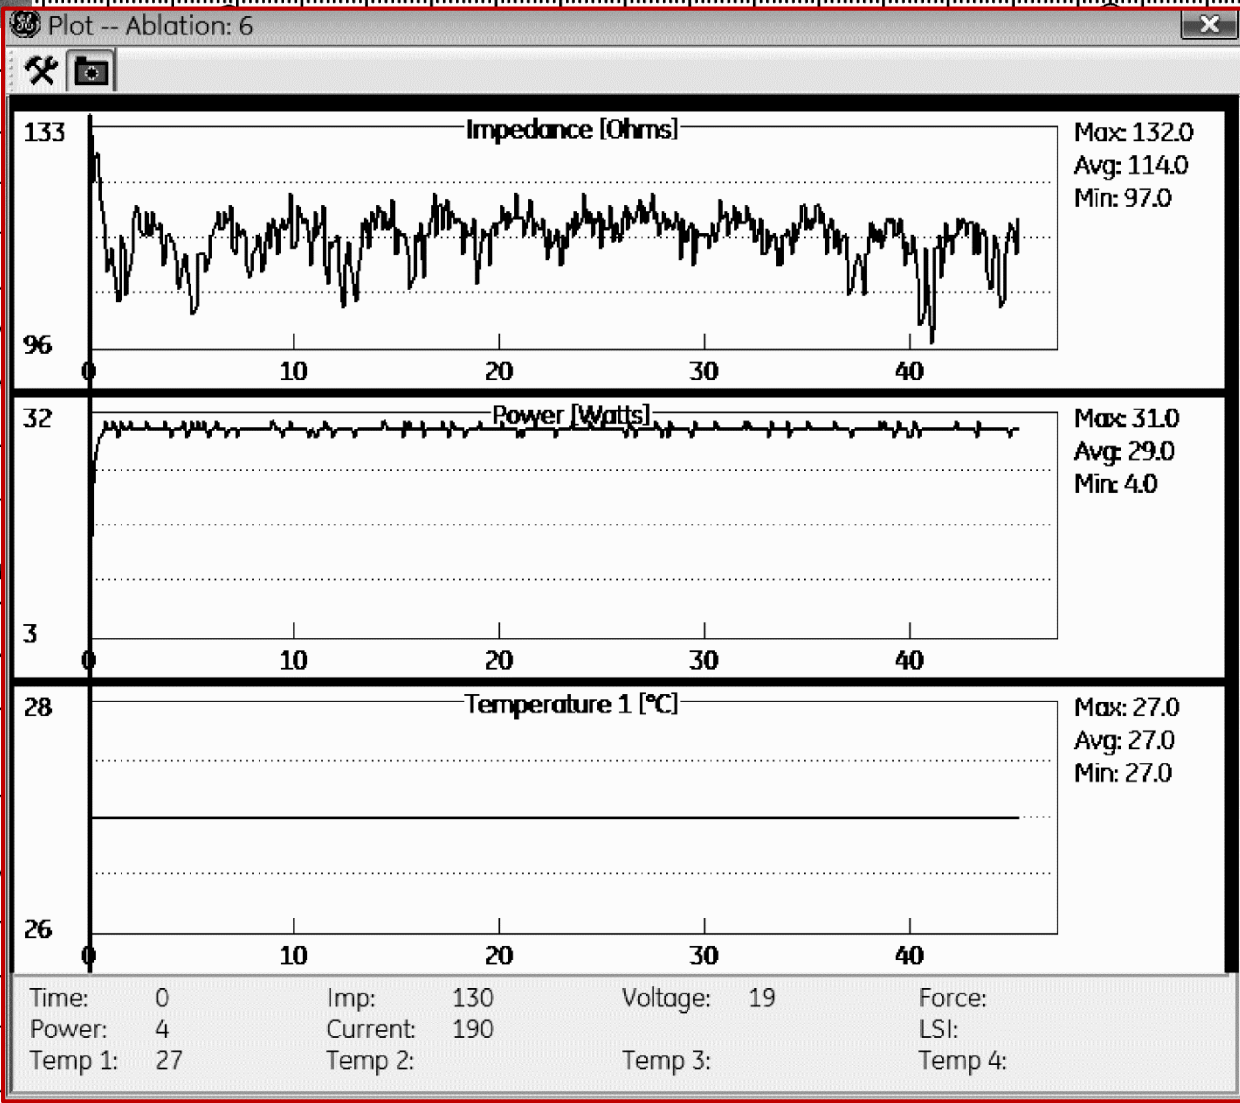 Plot -- Ablation: 6
Impedance [Ohms]
133
96
0 10 20 30 40
Max: 132.0
Avg: 114.0
Min: 97.0
Power [Watts]
32
3
0 10 20 30 40
Max: 31.0
Avg: 29.0
Min: 4.0
Temperature 1 [°C]
28
26
0 10 20 30 40
Max: 27.0
Avg: 27.0
Min: 27.0
Time: 0 Imp: 130 Voltage: 19 Force:
Power: 4 Current: 190 LSI:
Temp 1: 27 Temp 2: Temp 3: Temp 4: